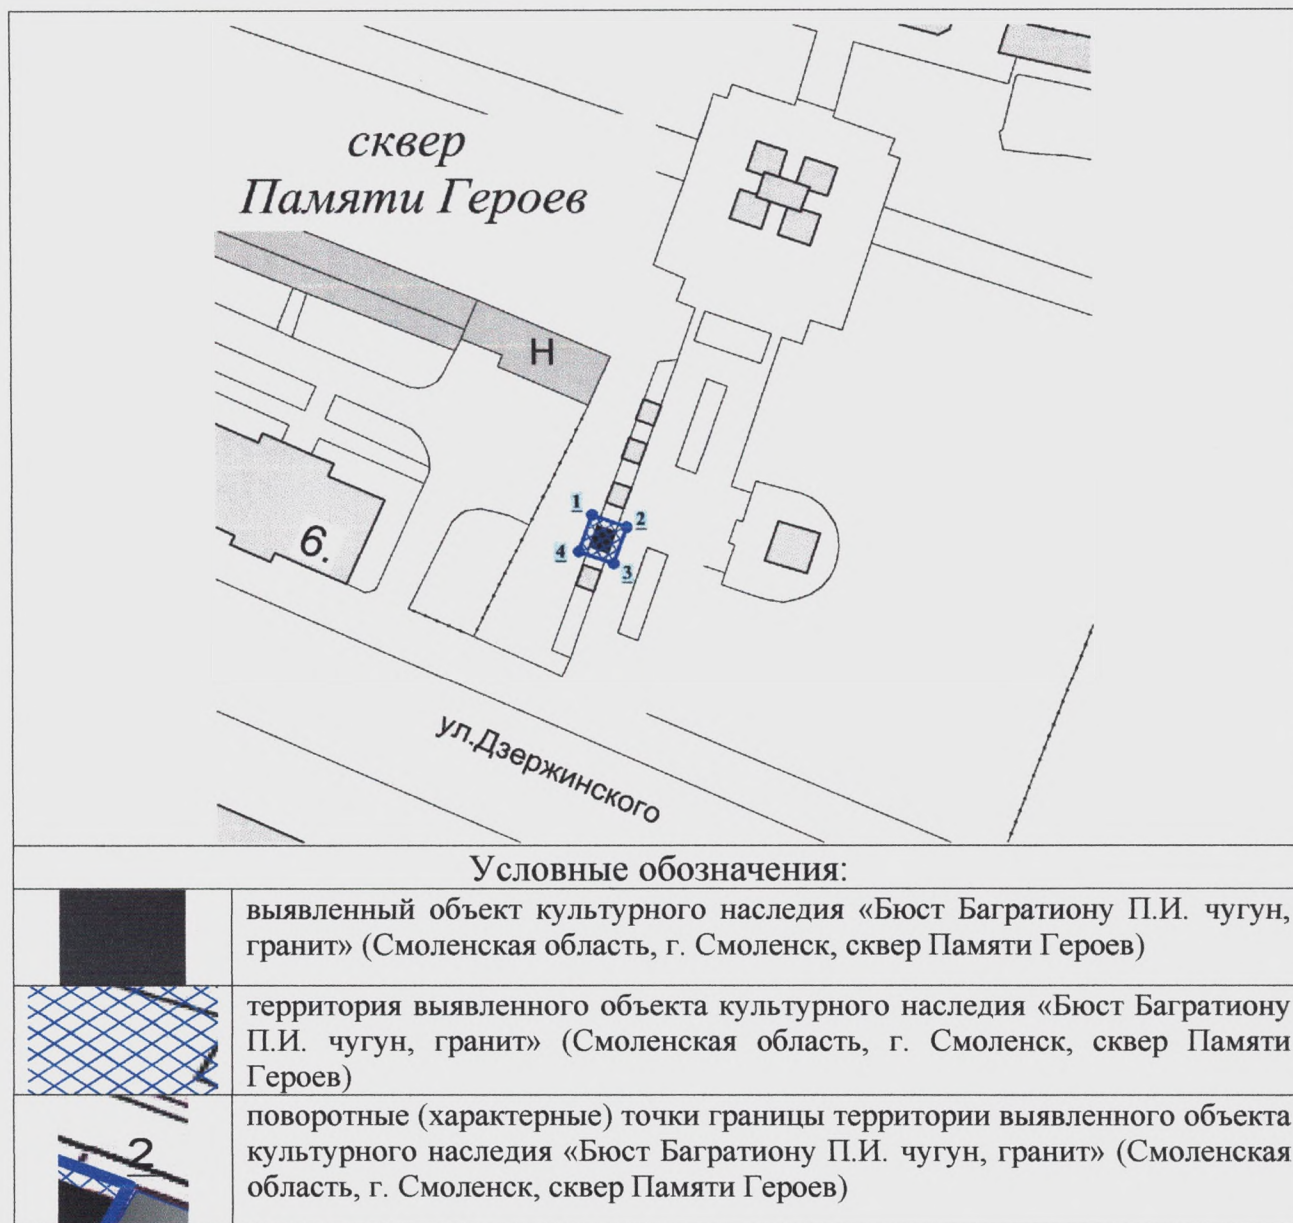 сквер
Памяти Героев
Н
1
2
6.
4
3
ул.Дзержинского
Условные обозначения:
выявленный объект культурного наследия «Бюст Багратиону П.И. чугун,
гранит» (Смоленская область, г. Смоленск, сквер Памяти Героев)
территория выявленного объекта культурного наследия «Бюст Багратиону
П.И. чугун, гранит» (Смоленская область, г. Смоленск, сквер Памяти
Героев)
2
поворотные (характерные) точки границы территории выявленного объекта
культурного наследия «Бюст Багратиону П.И. чугун, гранит» (Смоленская
область, г. Смоленск, сквер Памяти Героев)